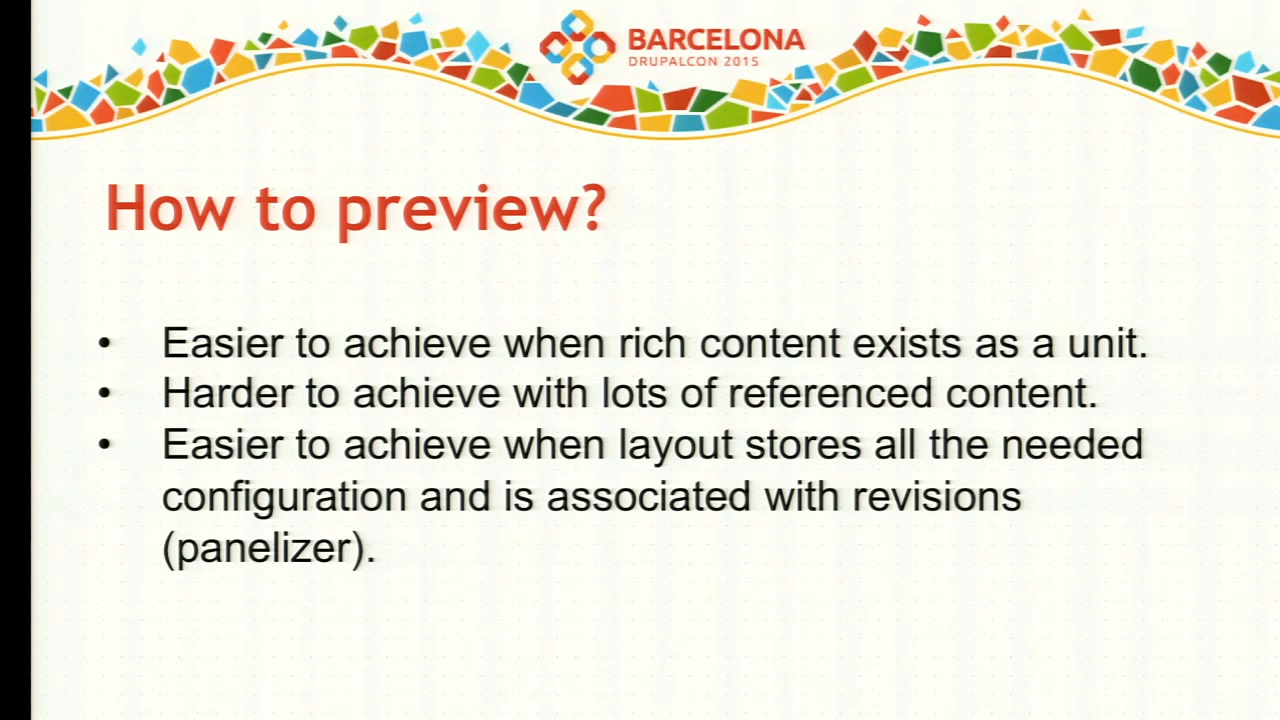 BARCELONA
DRUPALCON 2015
How to preview?
• Easier to achieve when rich content exists as a unit.
• Harder to achieve with lots of referenced content.
• Easier to achieve when layout stores all the needed
configuration and is associated with revisions
(panelizer).